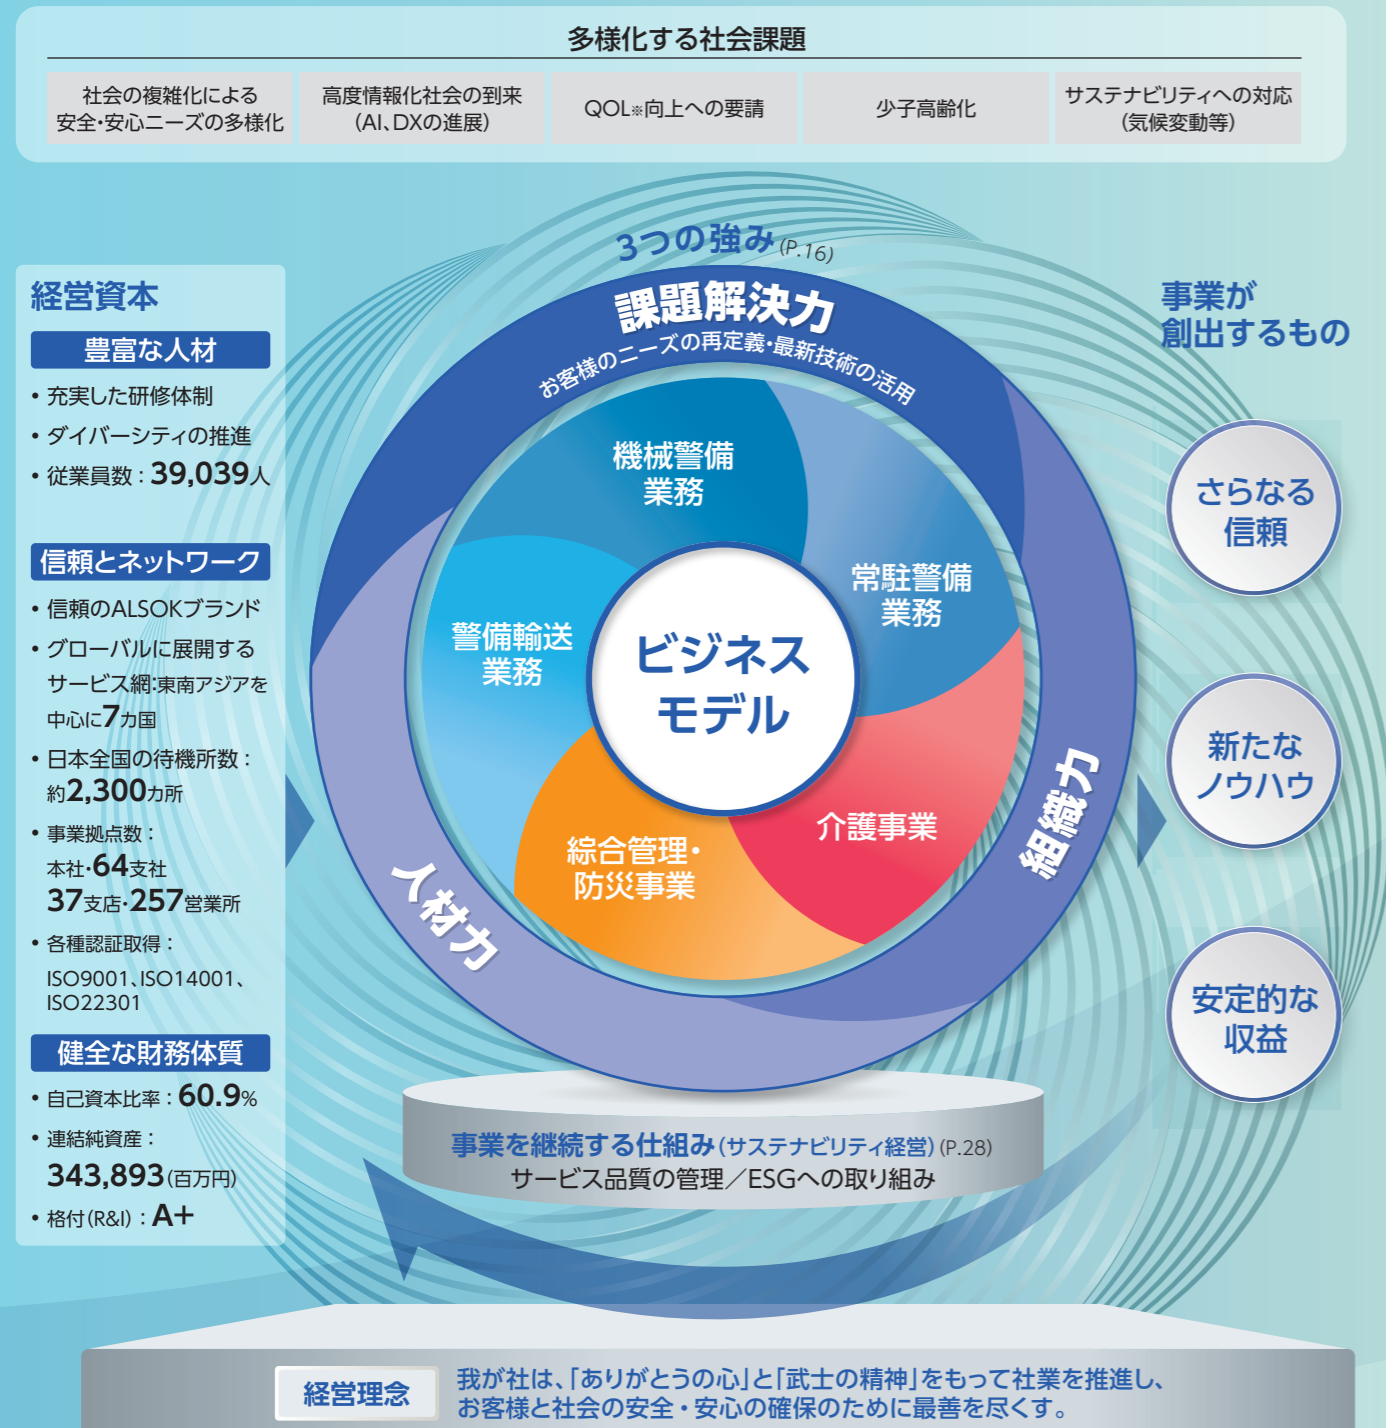 多様化する社会課題
社会の複雑化による
安全・安心ニーズの多様化
高度情報化社会の到来
(AI、DXの進展)
QOL※向上への要請
少子高齢化
サステナビリティへの対応
(気候変動等)
経営資本
豊富な人材
• 充実した研修体制
• ダイバーシティの推進
• 従業員数：39,039人
信頼とネットワーク
• 信頼のALSOKブランド
• グローバルに展開する
サービス網:東南アジアを
中心に7カ国
• 日本全国の待機所数：
約2,300カ所
• 事業拠点数：
本社・64支社
37支店・257営業所
• 各種認証取得：
ISO9001、ISO14001、
ISO22301
健全な財務体質
• 自己資本比率：60.9%
• 連結純資産：
343,893(百万円)
• 格付(R&I)：A+
3つの強み(P.16)
課題解決力
お客様のニーズの再定義・最新技術の活用
機械警備
業務
常駐警備
業務
警備輸送
業務
ビジネス
モデル
介護事業
綜合管理・
防災事業
人材力
組織力
事業が
創出するもの
さらなる
信頼
新たな
ノウハウ
安定的な
収益
事業を継続する仕組み(サステナビリティ経営)(P.28)
サービス品質の管理／ESGへの取り組み
経営理念
我が社は、「ありがとうの心」と「武士の精神」をもって社業を推進し、
お客様と社会の安全・安心の確保のために最善を尽くす。